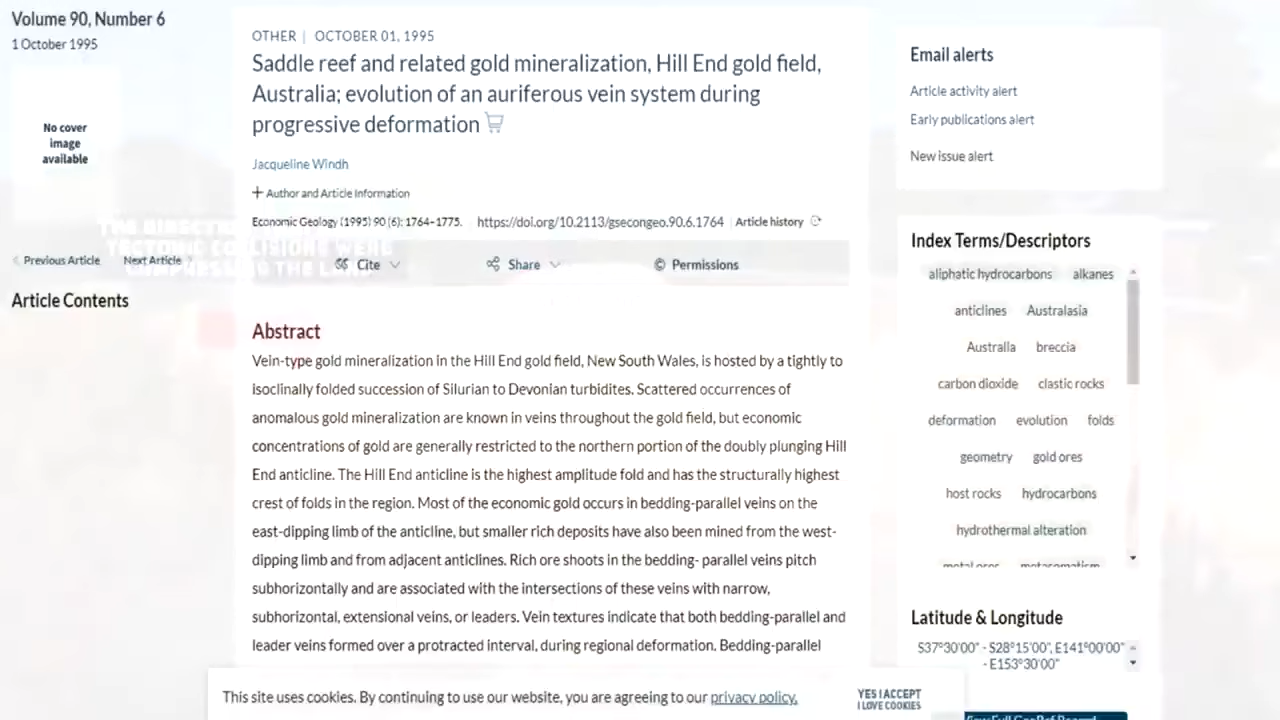 Volume 90, Number 6
1 October 1995
No cover
image
available
Previous Article
Next Article
Article Contents
OTHER | OCTOBER 01, 1995
Saddle reef and related gold mineralization, Hill End gold field,
Australia; evolution of an auriferous vein system during
progressive deformation
Jacqueline Windh
+ Author and Article Information
Economic Geology (1995) 90 (6): 1764–1775.
https://doi.org/10.2113/gsecongeo.90.6.1764
Article history
TECTONIC COLLISIONS WERE
COMPRESSING THE LAND
Cite
Share
© Permissions
Abstract
Vein-type gold mineralization in the Hill End gold field, New South Wales, is hosted by a tightly to
isoclinally folded succession of Silurian to Devonian turbidites. Scattered occurrences of
anomalous gold mineralization are known in veins throughout the gold field, but economic
concentrations of gold are generally restricted to the northern portion of the doubly plunging Hill
End anticline. The Hill End anticline is the highest amplitude fold and has the structurally highest
crest of folds in the region. Most of the economic gold occurs in bedding-parallel veins on the
east-dipping limb of the anticline, but smaller rich deposits have also been mined from the west-
dipping limb and from adjacent anticlines. Rich ore shoots in the bedding- parallel veins pitch
subhorizontally and are associated with the intersections of these veins with narrow,
subhorizontal, extensional veins, or leaders. Vein textures indicate that both bedding-parallel and
leader veins formed over a protracted interval, during regional deformation. Bedding-parallel
Email alerts
Article activity alert
Early publications alert
New issue alert
Index Terms/Descriptors
aliphatic hydrocarbons alkanes
anticlines Australasia
Australia breccia
carbon dioxide clastic rocks
deformation evolution folds
geometry gold ores
host rocks hydrocarbons
hydrothermal alteration
metal ores metasomatism
Latitude & Longitude
S37°30'00" - S28°15'00", E141°00'00"
- E153°30'00"
View Full GeoRef Record
This site uses cookies. By continuing to use our website, you are agreeing to our privacy policy.
YES I ACCEPT
I LOVE COOKIES